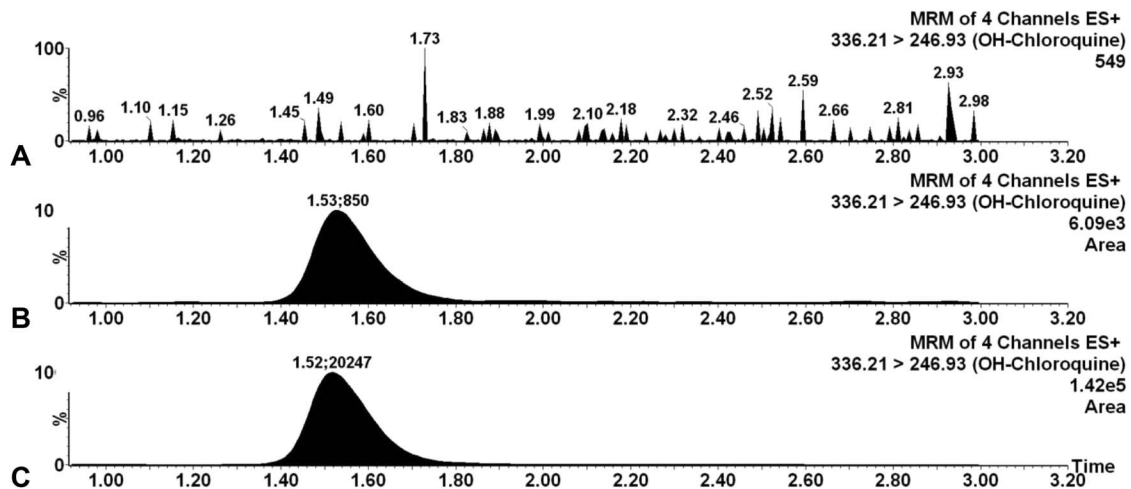 MRM of 4 Channels ES+
336.21 > 246.93 (OH-Chloroquine)
549
100
%
0
0.96 1.10 1.15 1.26 1.45 1.49 1.60 1.73 1.83 1.88 1.99 2.10 2.18 2.32 2.46 2.52 2.59 2.66 2.81 2.93 2.98
A
1.00 1.20 1.40 1.60 1.80 2.00 2.20 2.40 2.60 2.80 3.00 3.20
MRM of 4 Channels ES+
336.21 > 246.93 (OH-Chloroquine)
6.09e3
Area
1.53;850
10
%
0
B
1.00 1.20 1.40 1.60 1.80 2.00 2.20 2.40 2.60 2.80 3.00 3.20
MRM of 4 Channels ES+
336.21 > 246.93 (OH-Chloroquine)
1.42e5
Area
1.52;20247
10
%
0
Time
C
1.00 1.20 1.40 1.60 1.80 2.00 2.20 2.40 2.60 2.80 3.00 3.20